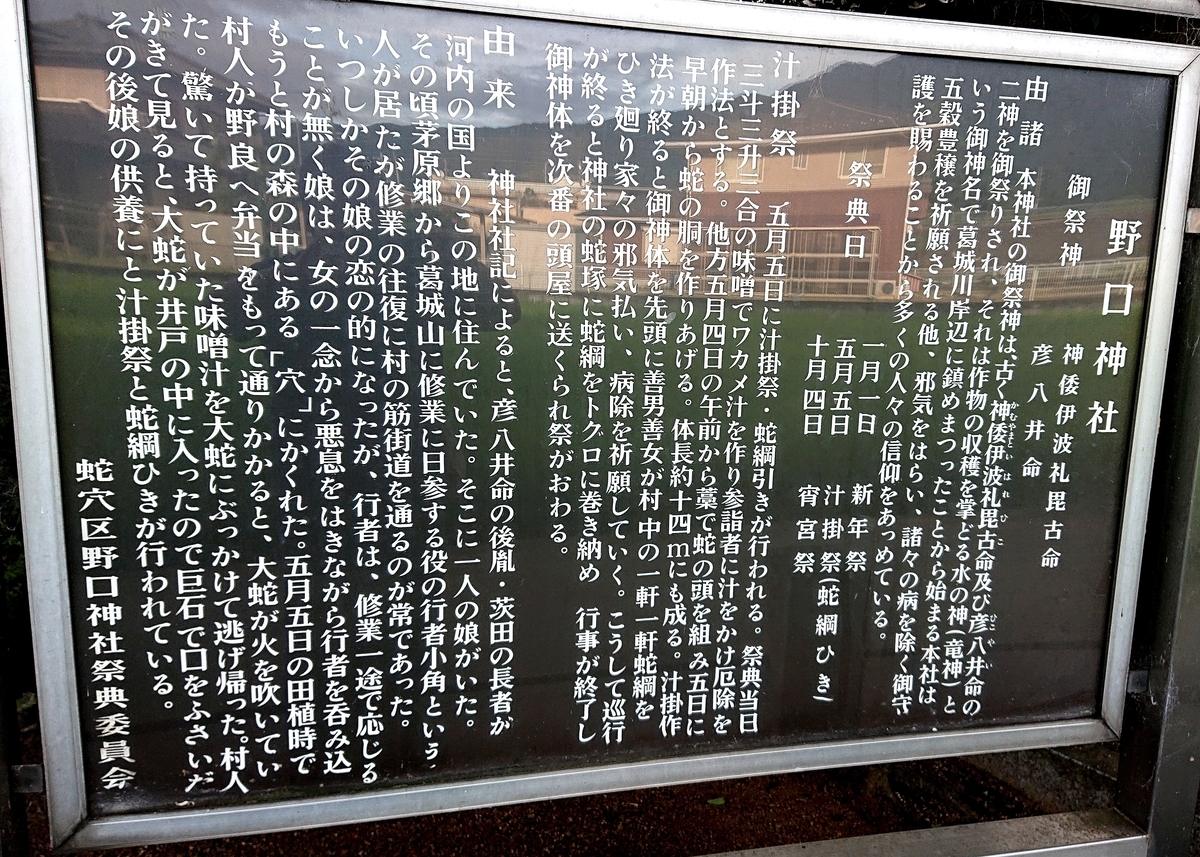 野口神社
御祭神
神倭伊波礼毘古命
彦八井命
由諸 本神社の御祭神は、古く神倭伊波礼毘古命及び彦八井命の
かむやまといはれひこ
ひこやい
二神を御祭りされ、それは作物の収穫を掌どる水の神(竜神)と
いう御神名で葛城川岸辺に鎮めまつったことから始まる本社は、
五穀豊穣を祈願される他、邪気をはらい、諸々の病を除く御守
護を賜わることから多くの人々の信仰をあつめている。
祭典日
一月一日 新年祭
五月五日 汁掛祭(蛇綱ひき)
十月四日 宵宮祭
汁掛祭 五月五日に汁掛祭・蛇綱引きが行われる。祭典当日
三斗三升三合の味噌でワカメ汁を作り参詣者に汁をかけ厄除を
作法とする。他方五月四日の午前から藁で蛇の頭を組み五日に
早朝から蛇の胴を作りあげる。体長約十四mにも成る。汁掛作
法が終ると御神体を先頭に善男善女が村中の一軒一軒蛇綱を
ひき廻り家々の邪気払い、病除を祈願していく。こうして巡行
が終ると神社の蛇塚に蛇綱をトグロに巻き納め 行事が終了し
御神体を次番の頭屋に送くられ祭がおわる。
由来 神社社記によると、彦八井命の後胤・茨田の長者が
河内の国よりこの地に住んでいた。そこに一人の娘がいた。
その頃茅原郷から葛城山に修業に日参する役の行者小角という
人が居たが修業の往復に村の筋街道を通るのが常であった。
いつしかその娘の恋の的になったが、行者は、修業一途で応じる
ことが無く娘は、女の一念から悪息をはきながら行者を呑み込
もうと村の森の中にある「穴」にかくれた。五月五日の田植時で
村人が野良へ弁当をもって通りかかると、大蛇が火を吹いてい
た。驚いて持っていた味噌汁を大蛇にぶっかけて逃げ帰った。村人
がきて見ると、大蛇が井戸の中に入ったので巨石で口をふさいだ
その後娘の供養にと汁掛祭と蛇綱ひきが行われている。
蛇穴区野口神社祭典委員会